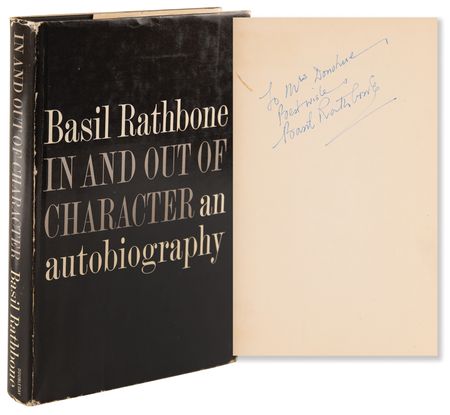 IN AND OUT OF CHARACTER Basil Rathbone
DOUBLEDAY
Basil Rathbone
IN AND OUT OF
CHARACTER an
autobiography
To Mrs Donohue
Best wishes
Basil Rathbone